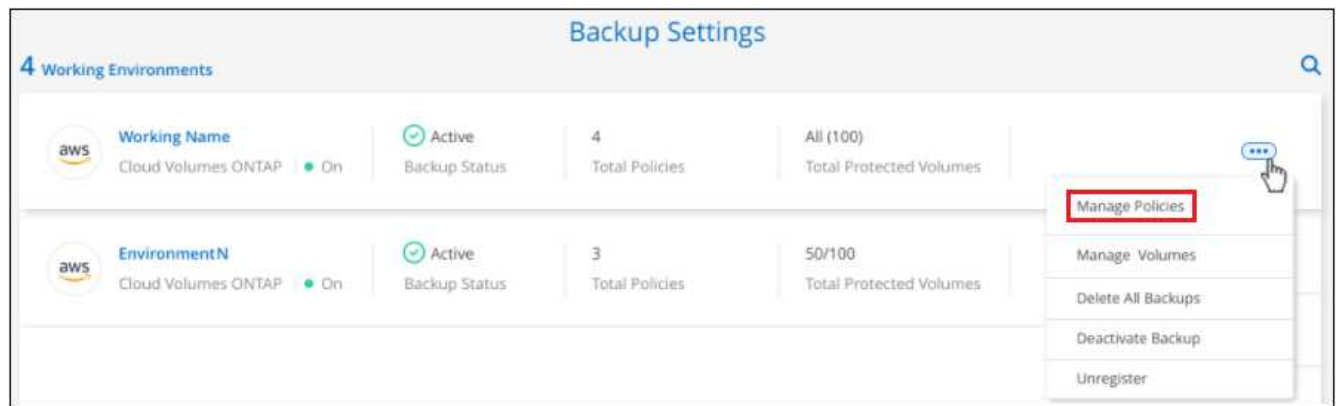 Backup Settings
4 Working Environments
aws
Working Name
Cloud Volumes ONTAP
On
Active
Backup Status
4
Total Policies
All (100)
Total Protected Volumes
Manage Policies
Manage Volumes
Delete All Backups
Deactivate Backup
Unregister
aws
EnvironmentN
Cloud Volumes ONTAP
On
Active
Backup Status
3
Total Policies
50/100
Total Protected Volumes